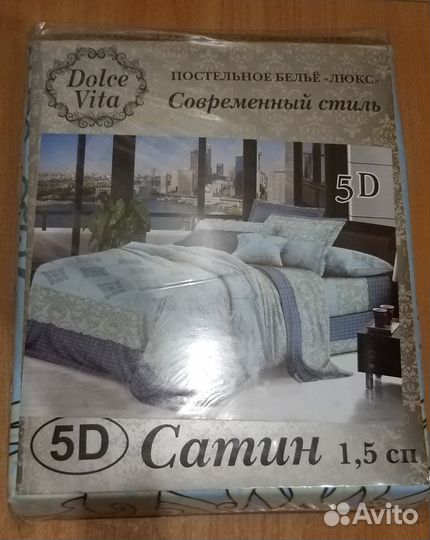 Dolce
Vita
ПОСТЕЛЬНОЕ БЕЛЬЁ «ЛЮКС»
Современный стиль
5D
5D Сатин 1,5 сп
Avito